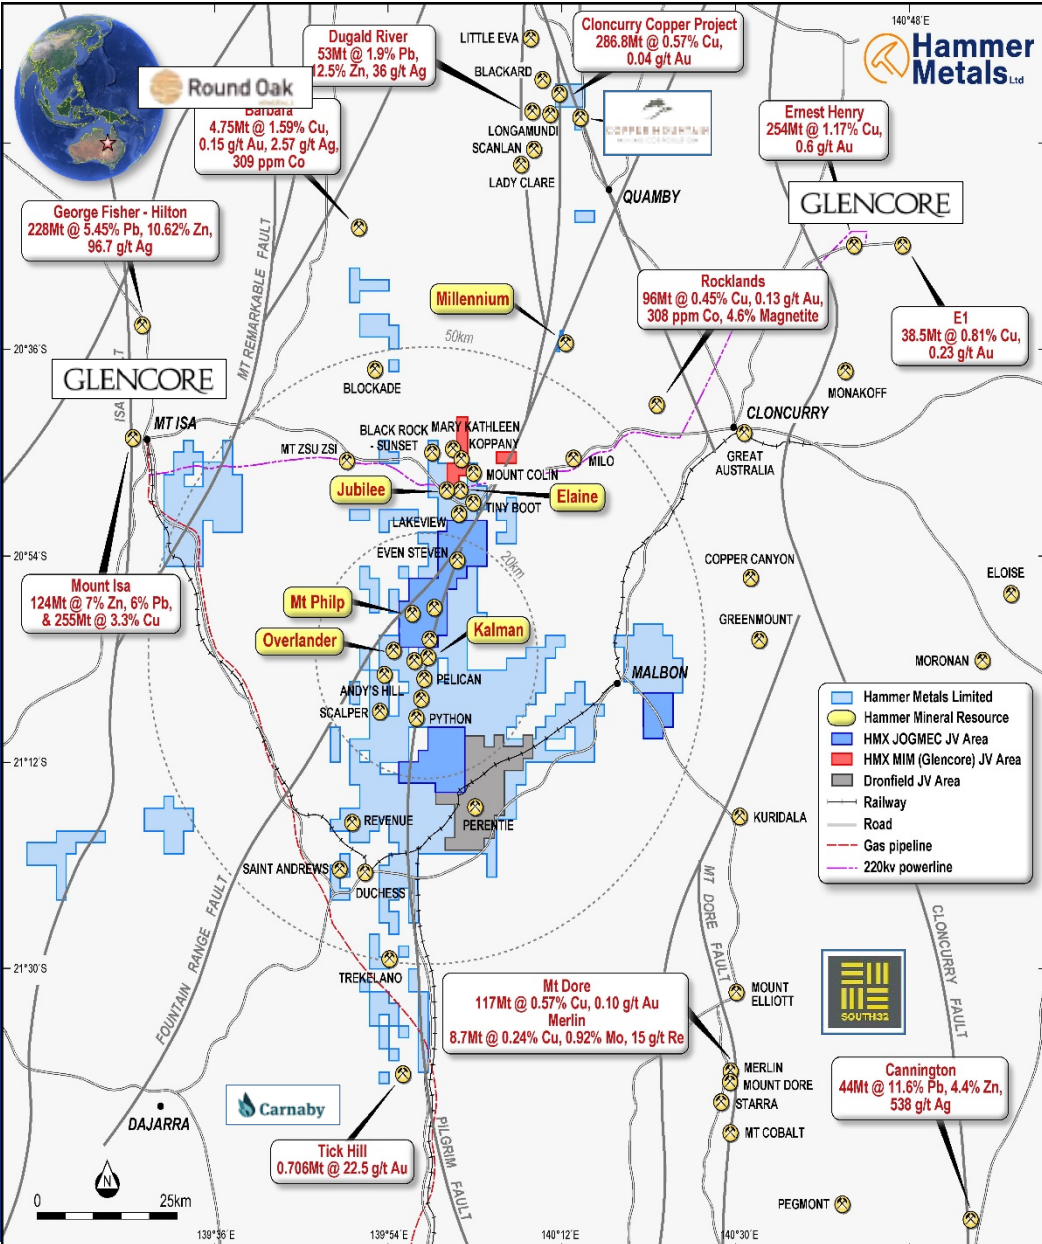 Dugald River
53Mt @ 1.9% Pb,
12.5% Zn, 36 g/t Ag
LITTLE EVA
Cloncurry Copper Project
286.8Mt @ 0.57% Cu,
0.04 g/t Au
140°48'E
Hammer
Metals Ltd
Round Oak
BLACKARD
Barbara
4.75Mt @ 1.59% Cu,
0.15 g/t Au, 2.57 g/t Ag,
309 ppm Co
LONGAMUNDI
SCANLAN
LADY CLARE
COPPER MOUNTAIN
Ernest Henry
254Mt @ 1.17% Cu,
0.6 g/t Au
QUAMBY
GLENCORE
George Fisher - Hilton
228Mt @ 5.45% Pb, 10.62% Zn,
96.7 g/t Ag
MT REMARKABLE FAULT
Rocklands
96Mt @ 0.45% Cu, 0.13 g/t Au,
308 ppm Co, 4.6% Magnetite
Millennium
E1
38.5Mt @ 0.81% Cu,
0.23 g/t Au
50km
20°36'S
GLENCORE
BLOCKADE
MONAKOFF
ISA
LT
MT ISA
CLONCURRY
BLACK ROCK
- SUNSET
MARY KATHLEEN
KOPPANY
GREAT
AUSTRALIA
MT ZSU ZSI
MILO
MOUNT COLIN
Jubilee
Elaine
TINY BOOT
LAKEVIEW
EVEN STEVEN
20km
20°54'S
COPPER CANYON
ELOISE
Mount Isa
124Mt @ 7% Zn, 6% Pb,
& 255Mt @ 3.3% Cu
Mt Philp
GREENMOUNT
Overlander
Kalman
MORONAN
PELICAN
MALBON
ANDY'S HILL
SCALPER
PYTHON
Hammer Metals Limited
Hammer Mineral Resource
HMX JOGMEC JV Area
HMX MIM (Glencore) JV Area
Dronfield JV Area
Railway
Road
Gas pipeline
220kv powerline
21°12'S
REVENUE
PERENTIE
KURIDALA
SAINT ANDREWS
DUCHESS
MT DORE FAULT
FOUNTAIN RANGE FAULT
CLONCURRY FAULT
21°30'S
TREKELANO
Mt Dore
117Mt @ 0.57% Cu, 0.10 g/t Au
Merlin
8.7Mt @ 0.24% Cu, 0.92% Mo, 15 g/t Re
MOUNT
ELLIOTT
SOUTH32
MERLIN
MOUNT DORE
STARRA
MT COBALT
Cannington
44Mt @ 11.6% Pb, 4.4% Zn,
538 g/t Ag
Carnaby
DAJARRA
Tick Hill
0.706Mt @ 22.5 g/t Au
PILGRIM FAULT
N
0
25km
PEGMONT
139°36'E
139°54'E
140°12'E
140°30'E